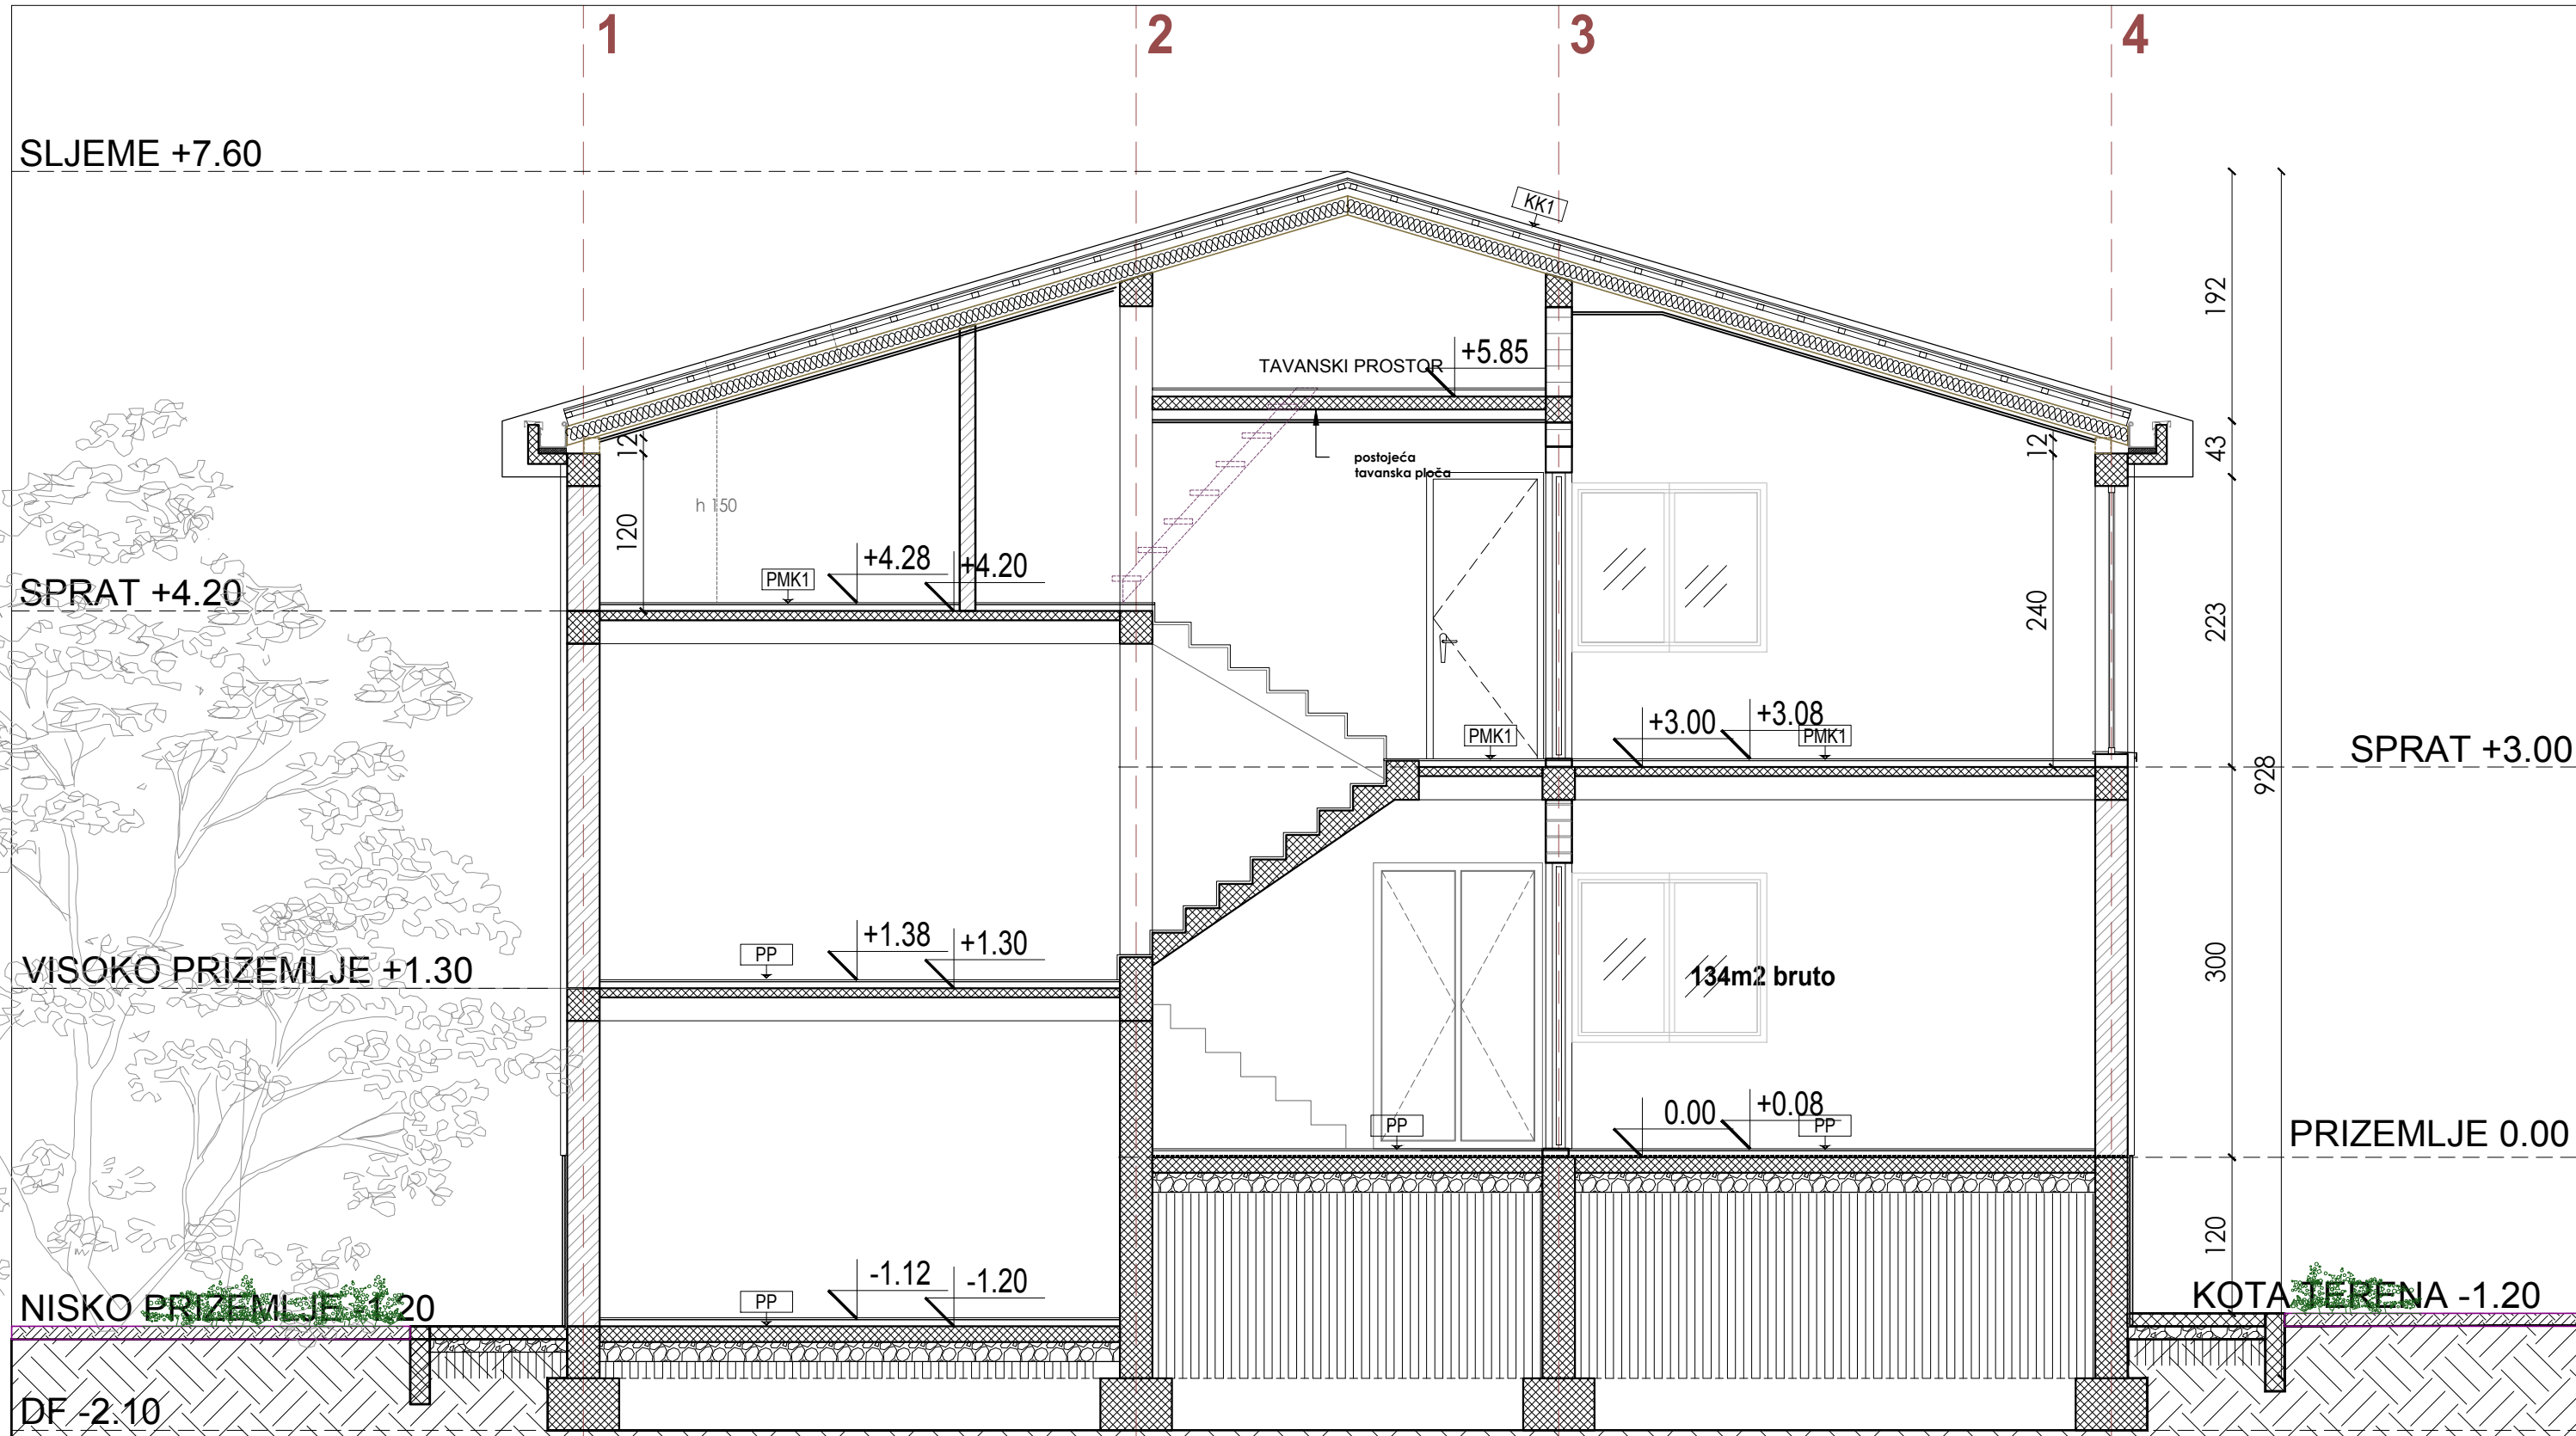 1
2
3
4
SLJEME +7.60
KK1
192
TAVANSKI PROSTOR
+5.85
12
12
43
postojeća
tavanska ploča
h 150
120
+4.28
+4.20
PMK1
SPRAT +4.20
240
223
+3.00
+3.08
PMK1
PMK1
SPRAT +3.00
928
+1.38
+1.30
PP
VISOKO PRIZEMLJE +1.30
134m2 bruto
300
0.00
+0.08
PP
PP
PRIZEMLJE 0.00
120
-1.12
-1.20
PP
NISKO PRIZEMLJE -1.20
KOTA TERENA -1.20
DF -2.10